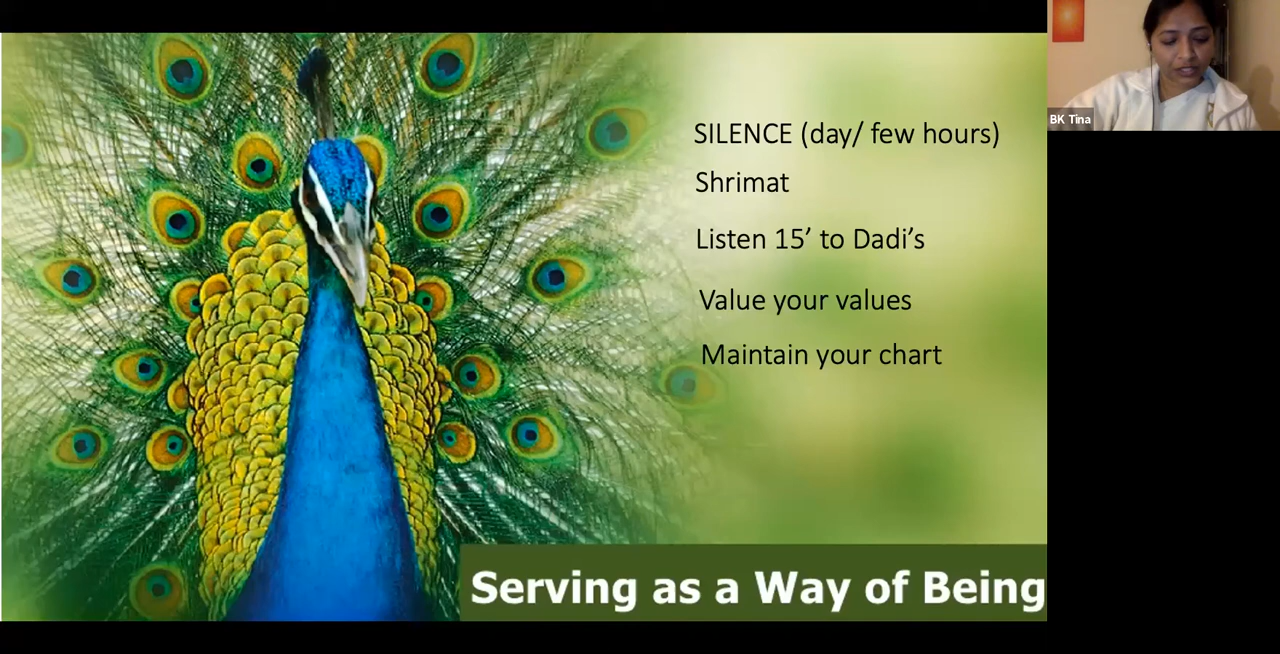 SILENCE (day/ few hours)
Shrimat
Listen 15’ to Dadi’s
Value your values
Maintain your chart
Serving as a Way of Being
BK Tina